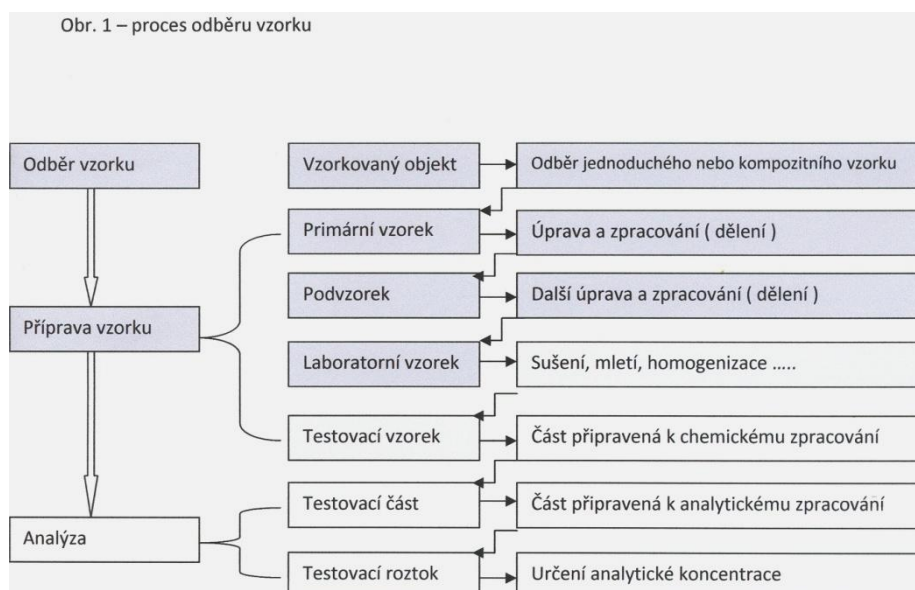 Obr. 1 – proces odběru vzorku
Odběr vzorku
Vzorkovaný objekt
Odběr jednoduchého nebo kompozitního vzorku
Primární vzorek
Úprava a zpracování ( dělení )
Podvzorek
Další úprava a zpracování ( dělení )
Příprava vzorku
Laboratorní vzorek
Sušení, mletí, homogenizace .....
Testovací vzorek
Část připravená k chemickému zpracování
Testovací část
Část připravená k analytickému zpracování
Analýza
Testovací roztok
Určení analytické koncentrace